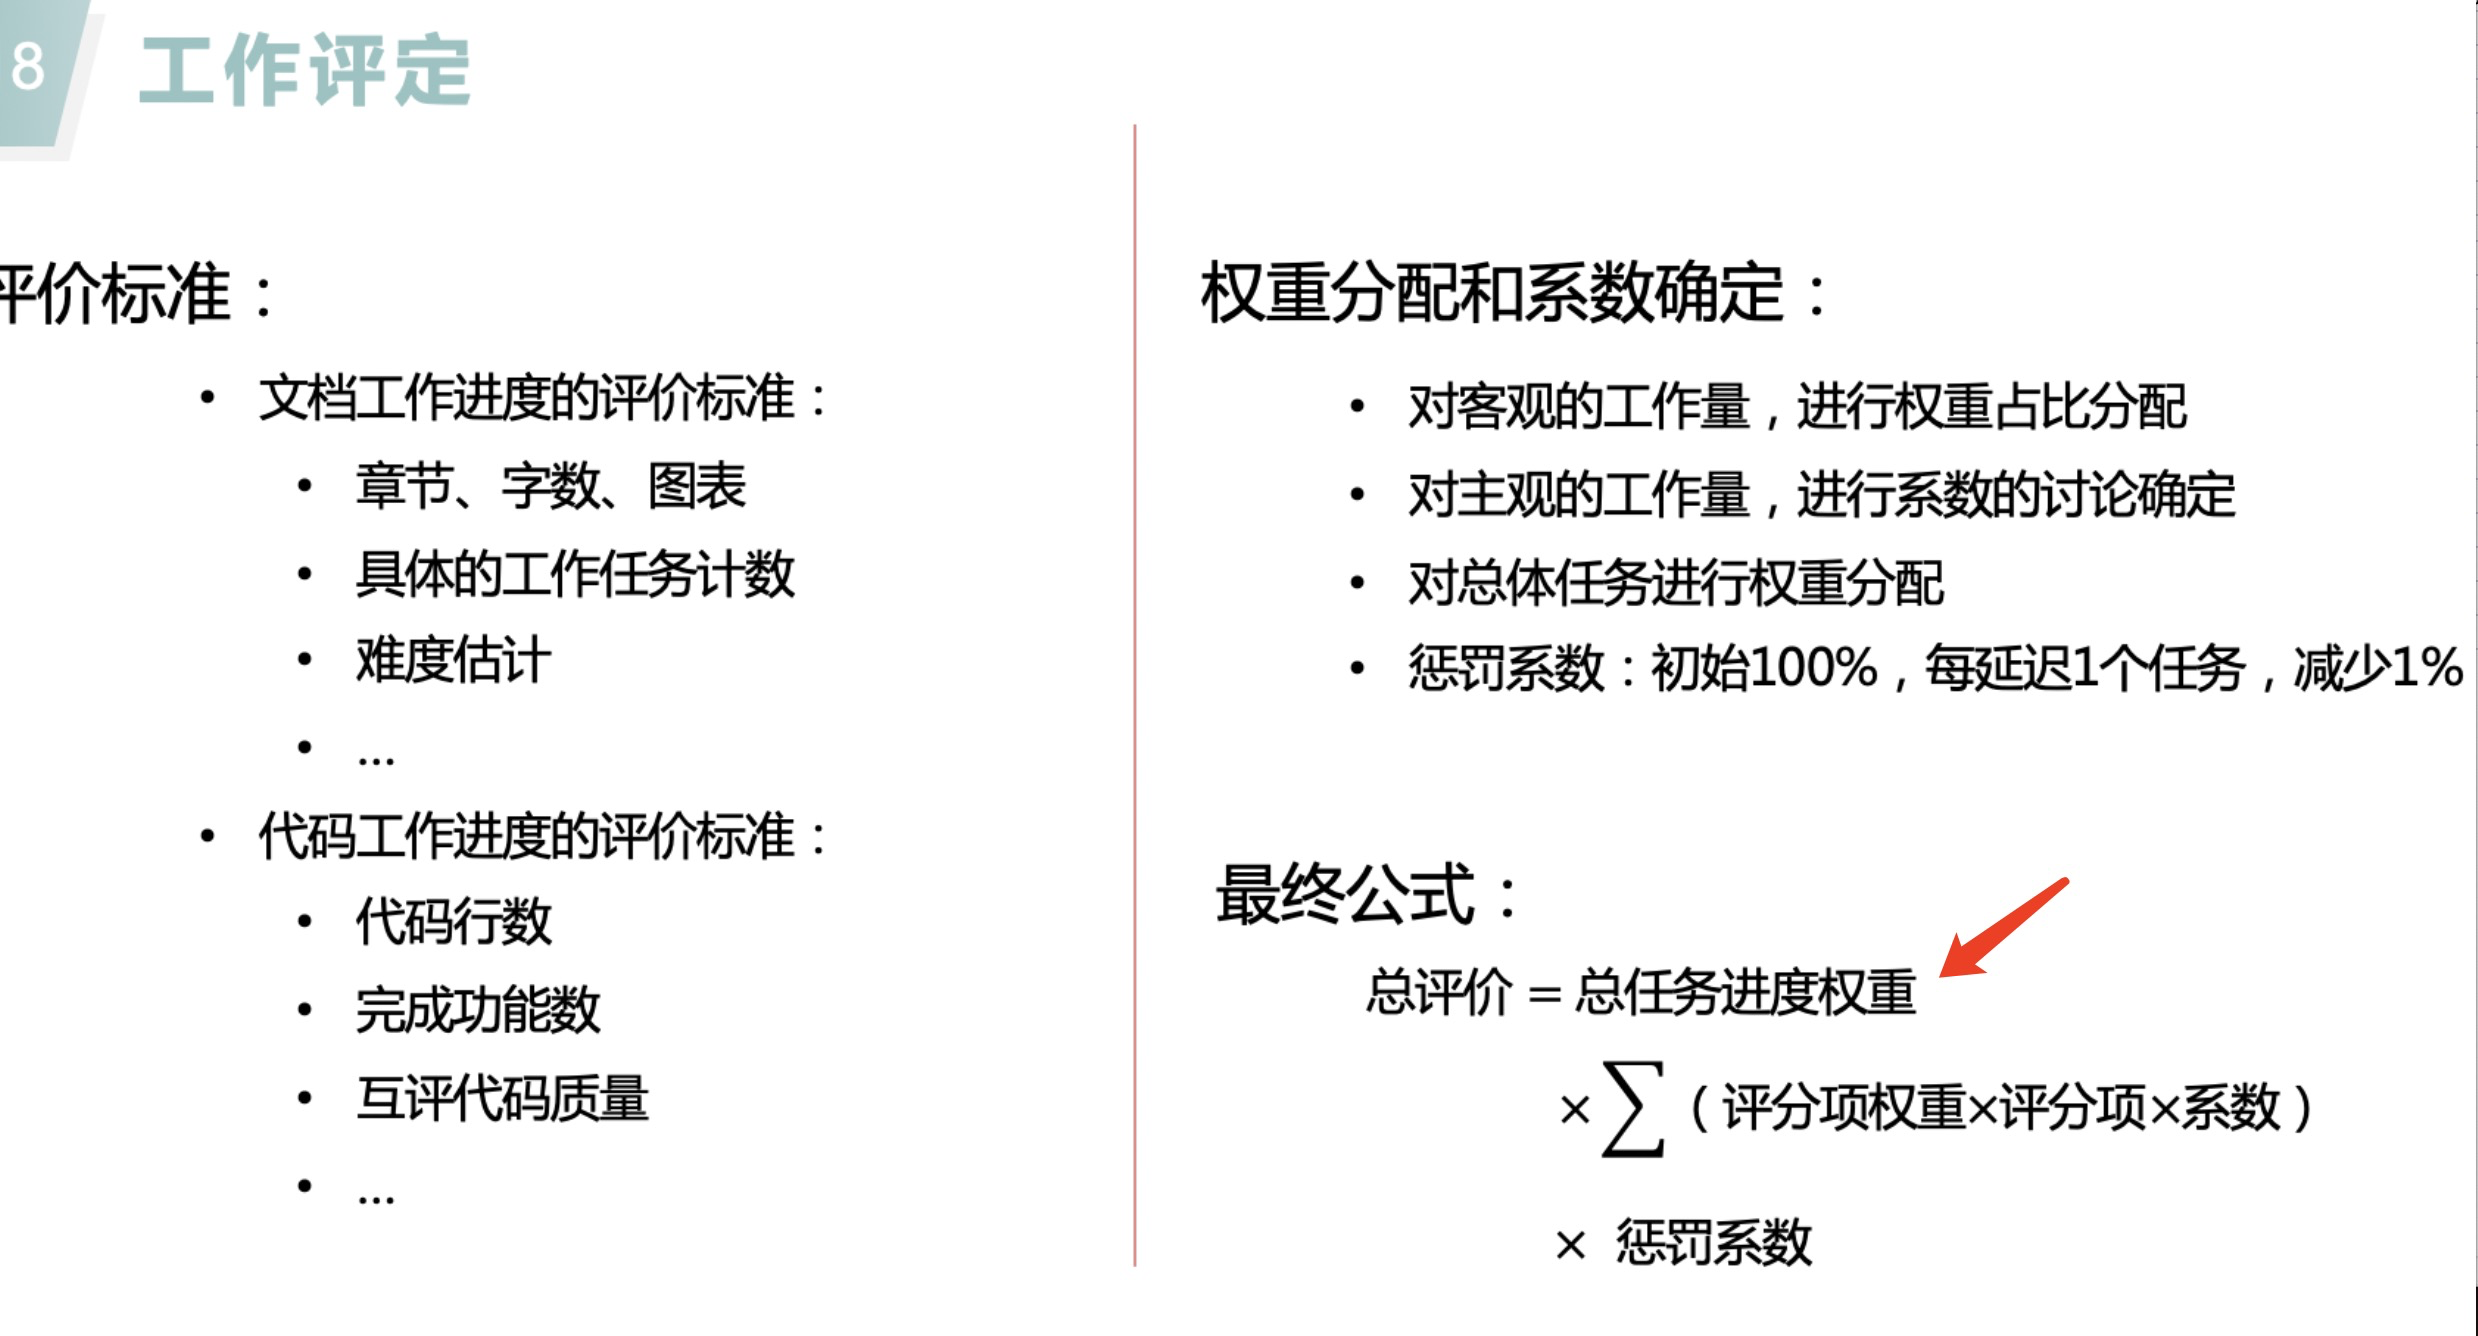 8
工作评定
评价标准：
• 文档工作进度的评价标准：
• 章节、字数、图表
• 具体的工作任务计数
• 难度估计
• ...
• 代码工作进度的评价标准：
• 代码行数
• 完成功能数
• 互评代码质量
• ...
权重分配和系数确定：
• 对客观的工作量，进行权重占比分配
• 对主观的工作量，进行系数的讨论确定
• 对总体任务进行权重分配
• 惩罚系数：初始100%，每延迟1个任务，减少1%
最终公式：
总评价 = 总任务进度权重
×∑（评分项权重×评分项×系数）
× 惩罚系数